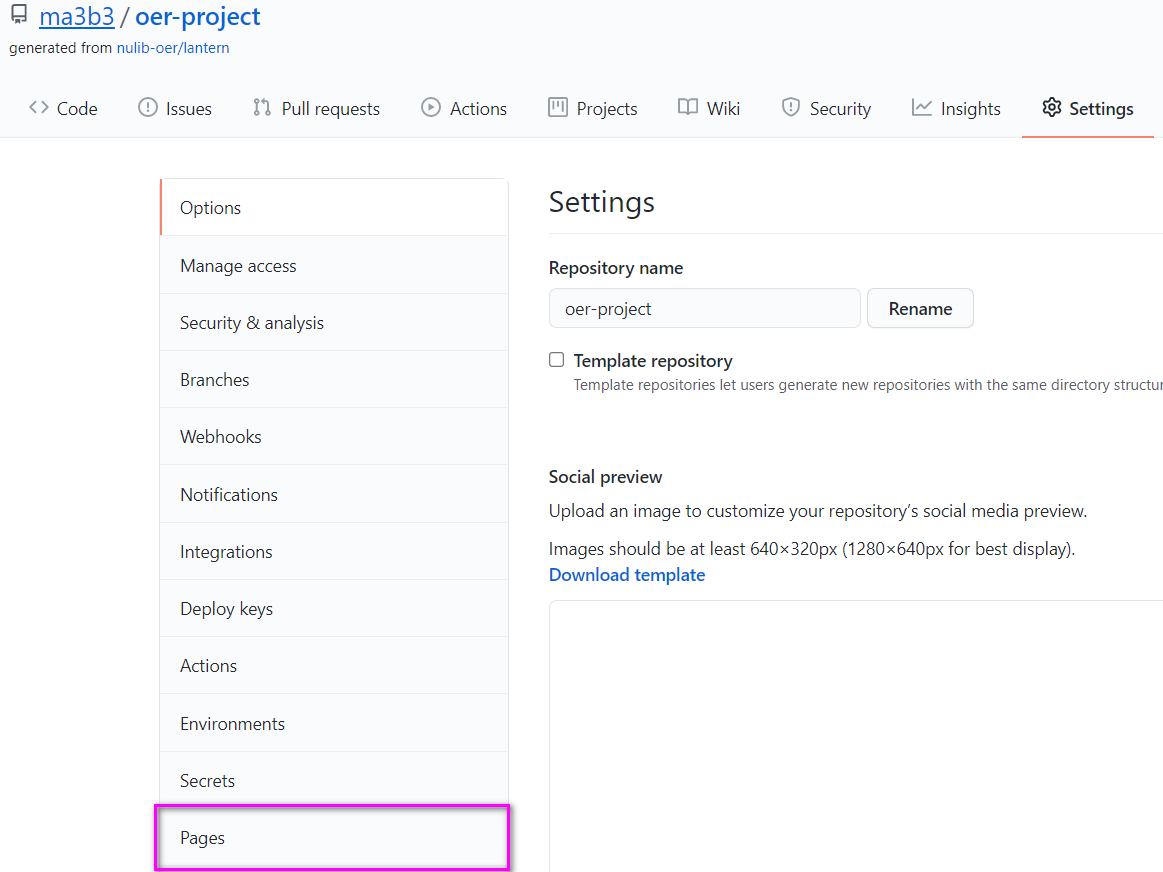 ma3b3 / oer-project
generated from nulib-oer/lantern
Code Issues Pull requests Actions Projects Wiki Security Insights Settings
Options
Manage access
Security & analysis
Branches
Webhooks
Notifications
Integrations
Deploy keys
Actions
Environments
Secrets
Pages
Settings
Repository name
oer-project Rename
Template repository
Template repositories let users generate new repositories with the same directory
Social preview
Upload an image to customize your repository’s social media preview.
Images should be at least 640×320px (1280×640px for best display).
Download template